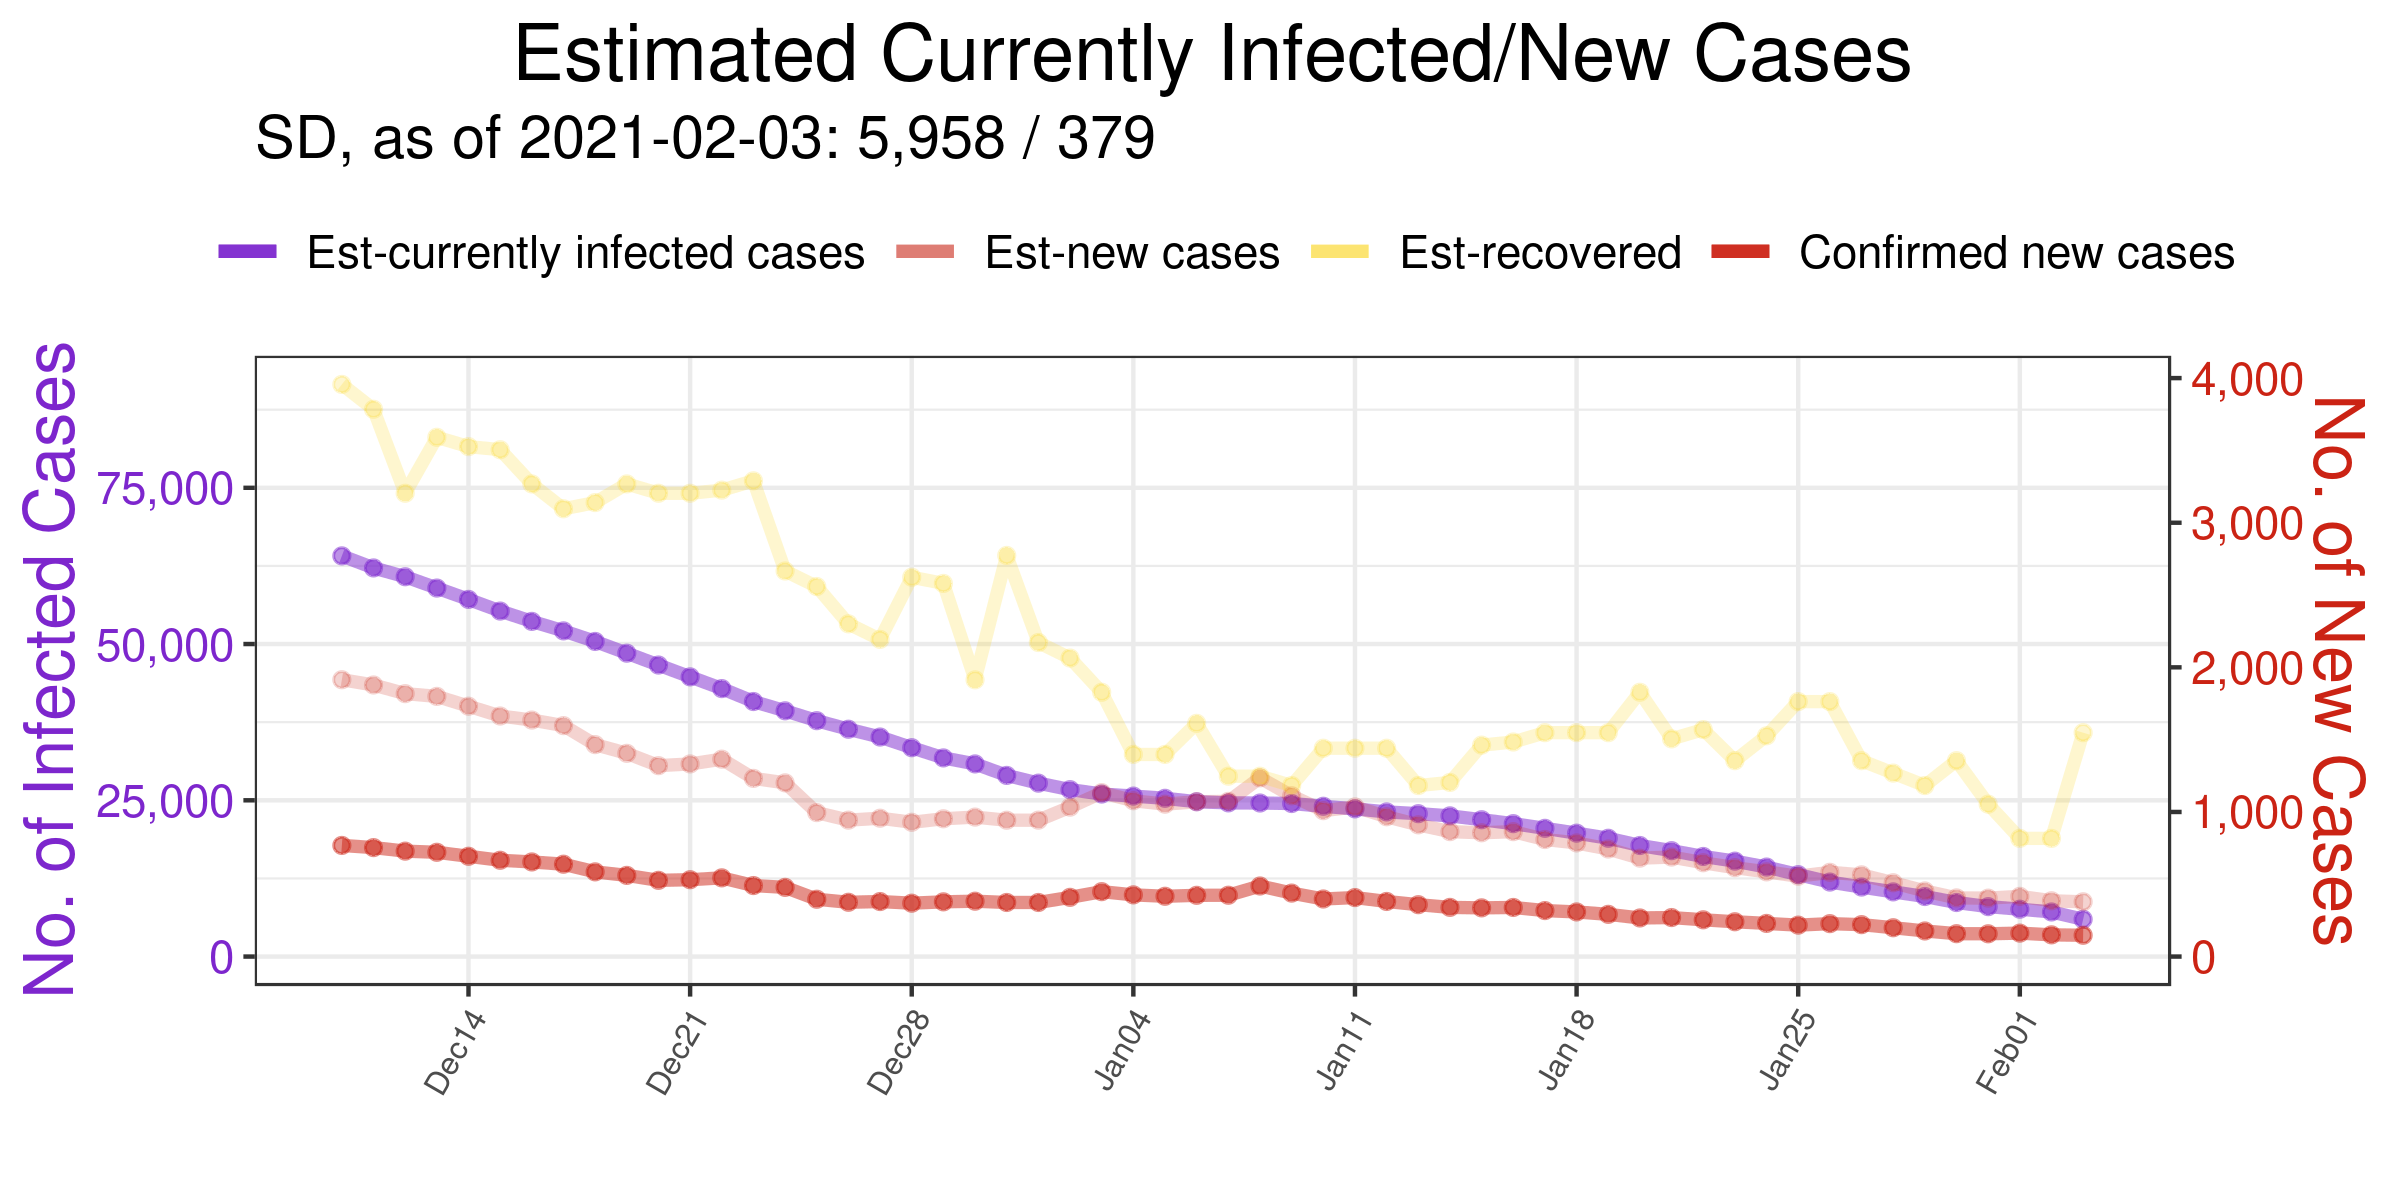 Estimated Currently Infected/New Cases
SD, as of 2021-02-03: 5,958 / 379
Est-currently infected cases Est-new cases Est-recovered Confirmed new cases
No. of Infected Cases
75,000
50,000
25,000
0
4,000
3,000
2,000
1,000
0
No. of New Cases
Dec14 Dec21 Dec28 Jan04 Jan11 Jan18 Jan25 Feb01